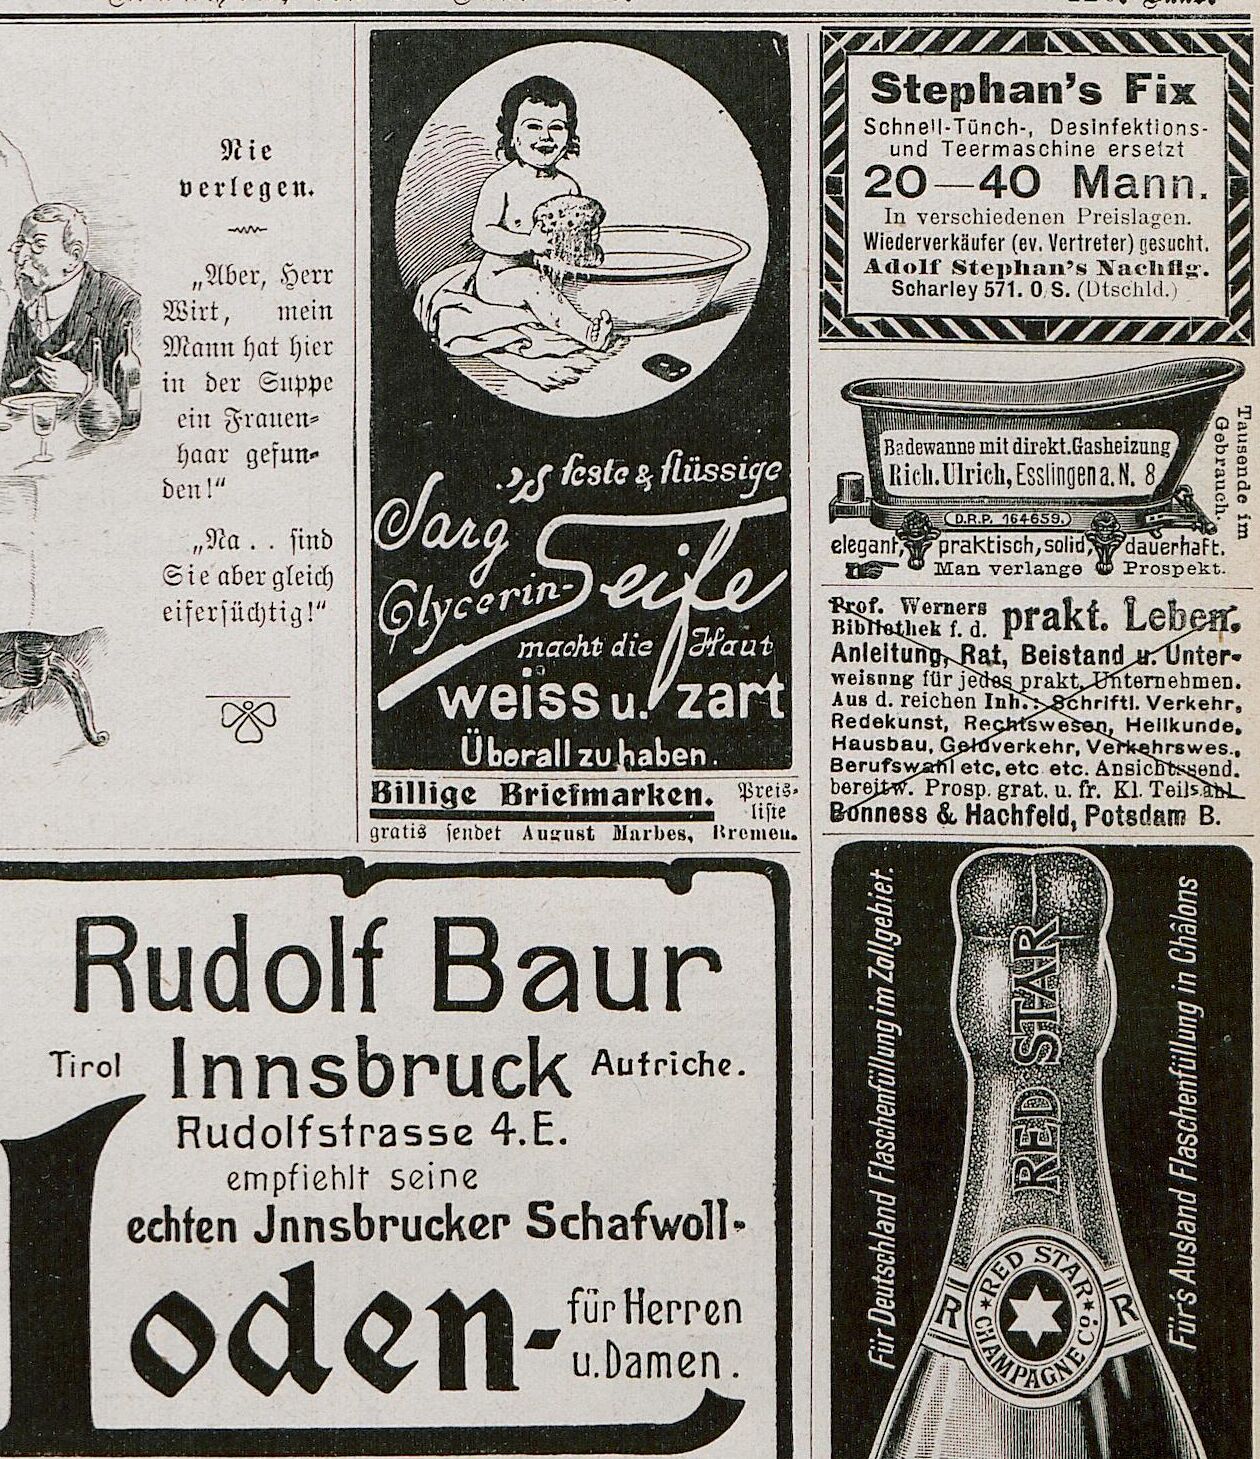 Nie
verlegen.
„Aber, Herr
Wirt, mein
Mann hat hier
in der Suppe
ein Frauen-
haar gefun-
den!“
„Na.. sind
Sie aber gleich
eifersüchtig!“
Sarg's feste & flüssige
Glycerin-Seife
macht die Haut
weiss u. zart
Überall zu haben.
Billige Briefmarken. Preis-
liste
gratis sendet August Marbes, Bremen.
Stephan's Fix
Schnell-Tünch-, Desinfektions-
und Teermaschine ersetzt
20—40 Mann.
In verschiedenen Preislagen.
Wiederverkäufer (ev. Vertreter) gesucht.
Adolf Stephan's Nachflg.
Scharley 571. O/S. (Dtschld.)
Badewanne mit direkt. Gasheizung
Rich. Ulrich, Esslingen a. N. 8
D.R.P. 164659.
Tausende im
Gebrauch.
elegant, praktisch, solid, dauerhaft.
Man verlange Prospekt.
Prof. Werners prakt. Leben.
Bibliothek f. d.
Anleitung, Rat, Beistand u. Unter-
weisung für jedes prakt. Unternehmen.
Aus d. reichen Inh.: Schriftl. Verkehr,
Redekunst, Rechtswesen, Heilkunde,
Hausbau, Geldverkehr, Verkehrswes.,
Berufswahl etc. etc. etc. Ansichtssend.
bereitw. Prosp. grat. u. fr. Kl. Teilzahl.
Bonness & Hachfeld, Potsdam B.
Rudolf Baur
Tirol Innsbruck Autriche.
Rudolfstrasse 4.E.
empfiehlt seine
echten Jnnsbrucker Schafwoll-
Loden- für Herren
u. Damen.
Für Deutschland Flaschenfüllung im Zollgebiet.
RED STAR
Für's Ausland Flaschenfüllung in Châlons
R RED STAR R
CHAMPAGNE Co.